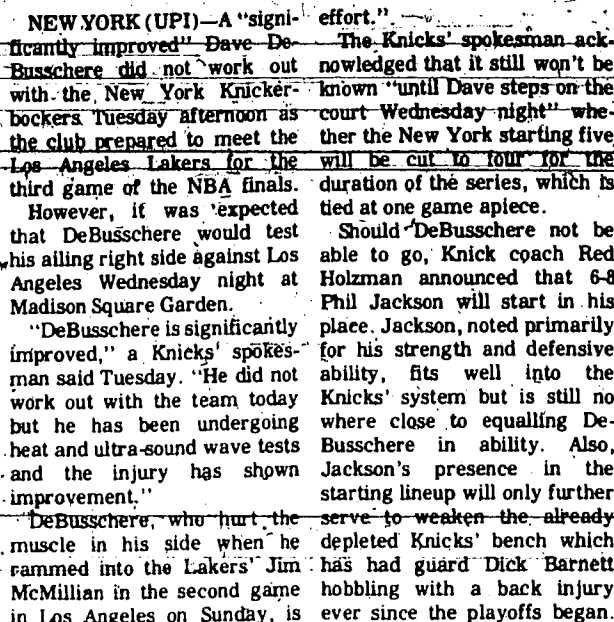 NEW YORK (UPI)—A "signi-
ficantly improved" Dave De-
Busschere did not work out
with the New York Knicker-
bockers Tuesday afternoon as
the club prepared to meet the
Los Angeles Lakers for the
third game of the NBA finals.
However, it was expected
that DeBusschere would test
his ailing right side against Los
Angeles Wednesday night at
Madison Square Garden.
"DeBusschere is significantly
improved," a Knicks' spokes-
man said Tuesday. "He did not
work out with the team today
but he has been undergoing
heat and ultra-sound wave tests
and the injury has shown
improvement."
DeBusschere, who hurt the
muscle in his side when he
rammed into the Lakers' Jim
McMillian in the second game
in Los Angeles on Sunday, is
effort."
The Knicks' spokesman ack-
nowledged that it still won't be
known "until Dave steps on the
court Wednesday night" whe-
ther the New York starting five
will be cut to four for the
duration of the series, which is
tied at one game apiece.
Should DeBusschere not be
able to go, Knick coach Red
Holzman announced that 6-8
Phil Jackson will start in his
place. Jackson, noted primarily
for his strength and defensive
ability, fits well into the
Knicks' system but is still no
where close to equalling De-
Busschere in ability. Also,
Jackson's presence in the
starting lineup will only further
serve to weaken the already
depleted Knicks' bench which
has had guard Dick Barnett
hobbling with a back injury
ever since the playoffs began.